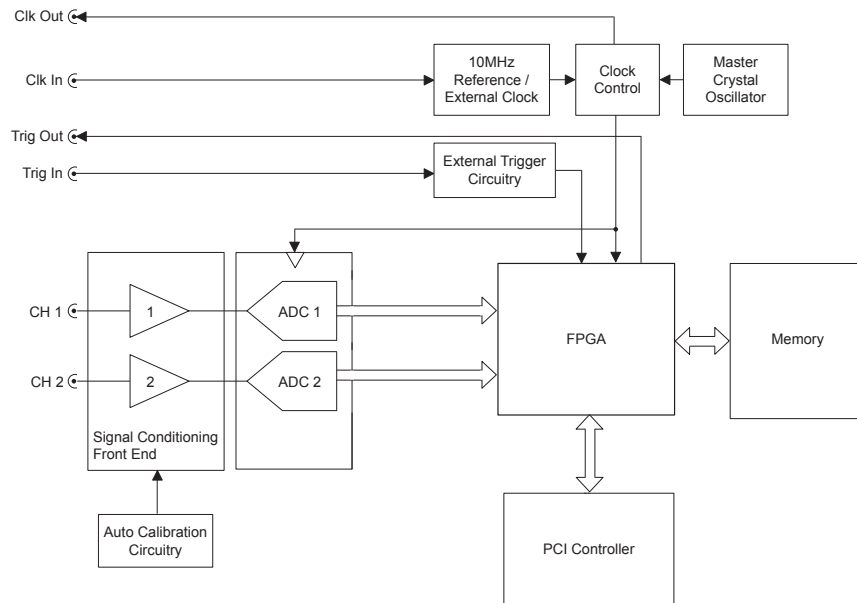 Clk Out
Clk In
10MHz
Reference /
External Clock
Clock
Control
Master
Crystal
Oscillator
Trig Out
Trig In
External Trigger
Circuitry
CH 1
1
ADC 1
FPGA
Memory
CH 2
2
ADC 2
Signal Conditioning
Front End
Auto Calibration
Circuitry
PCI Controller